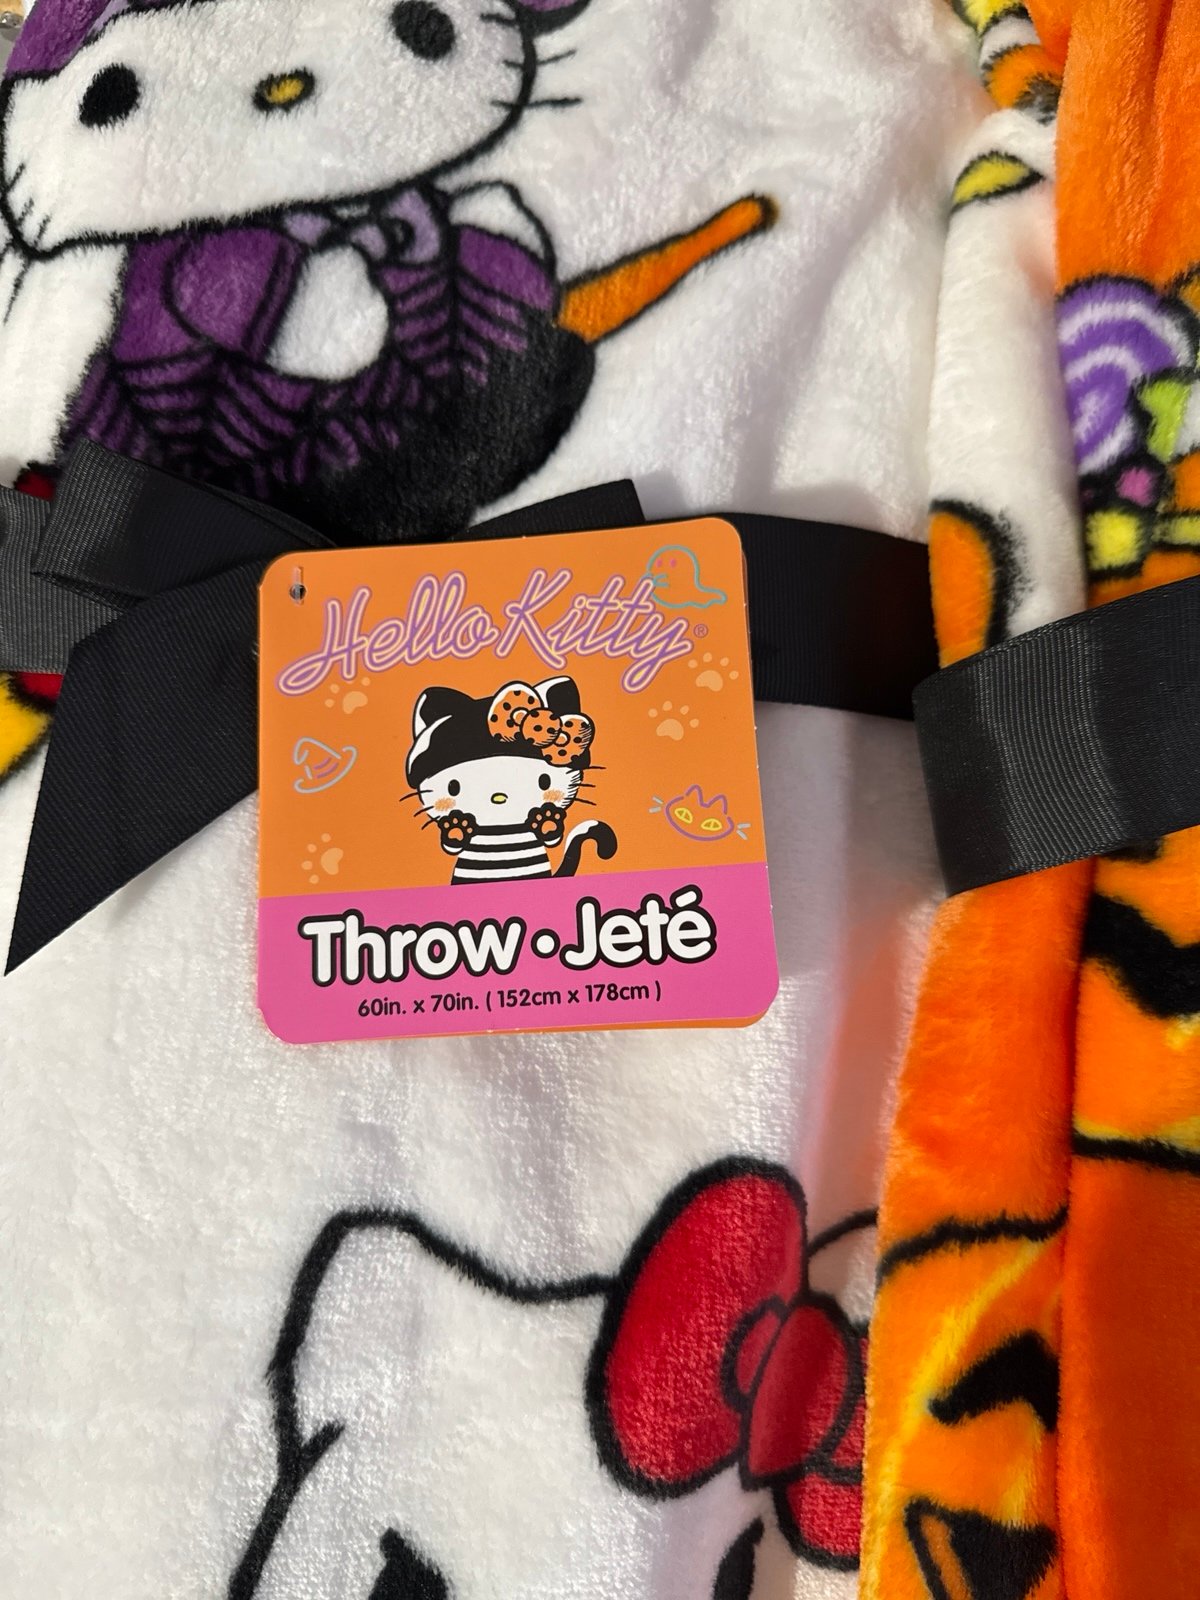 Hello Kitty®
Throw • Jeté
60in. x 70in. ( 152cm x 178cm )